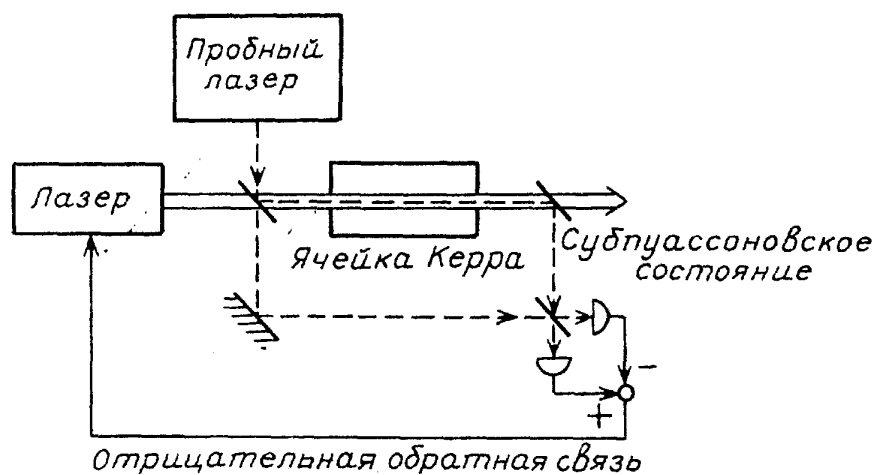 Пробный
лазер
Лазер
Ячейка Керра
Субпуассоновское
состояние
−
+
Отрицательная обратная связь